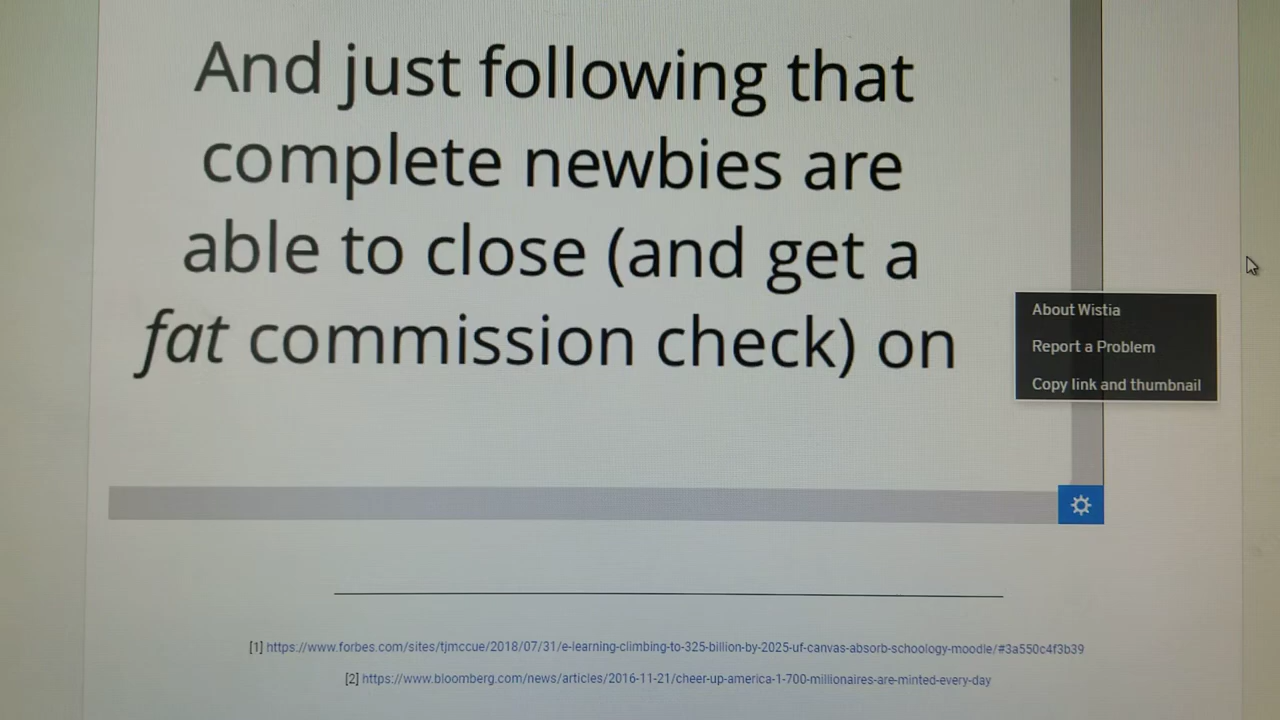 And just following that
complete newbies are
able to close (and get a
fat commission check) on
About Wistia
Report a Problem
Copy link and thumbnail
[1] https://www.forbes.com/sites/tjmccue/2018/07/31/e-learning-climbing-to-325-billion-by-2025-uf-canvas-absorb-schoology-moodle/#3a550c4f3b39
[2] https://www.bloomberg.com/news/articles/2016-11-21/cheer-up-america-1-700-millionaires-are-minted-every-day